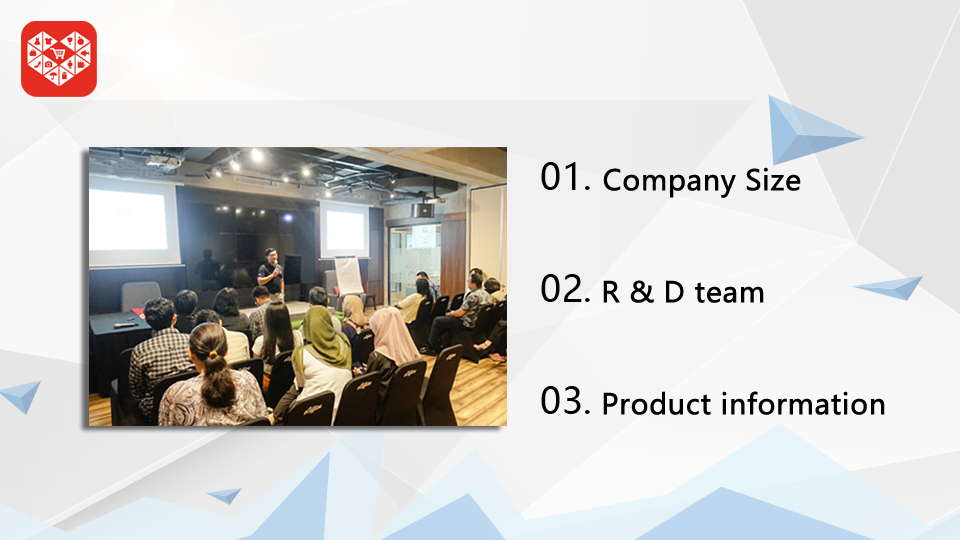 01. Company Size
02. R & D team
03. Product information